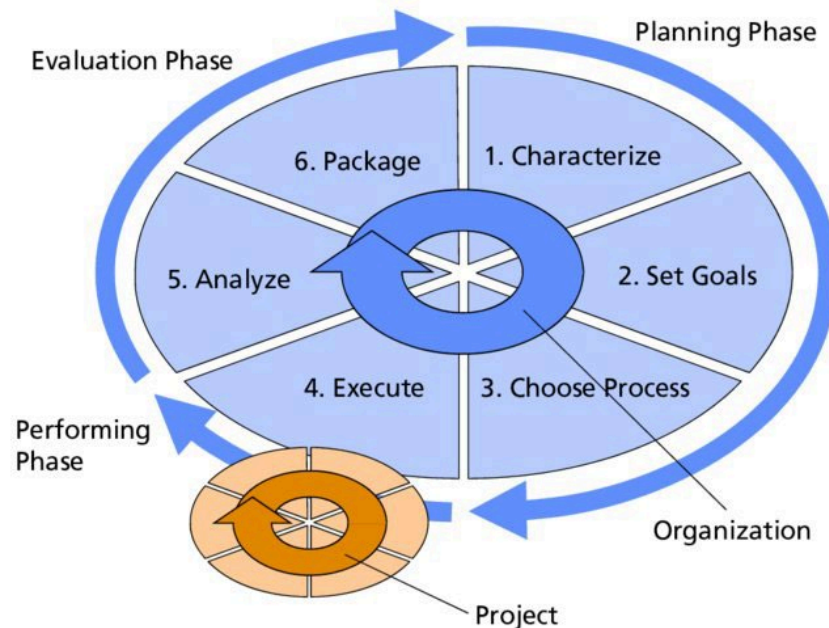 Planning Phase
Evaluation Phase
6. Package
1. Characterize
5. Analyze
2. Set Goals
4. Execute
3. Choose Process
Performing
Phase
Organization
Project